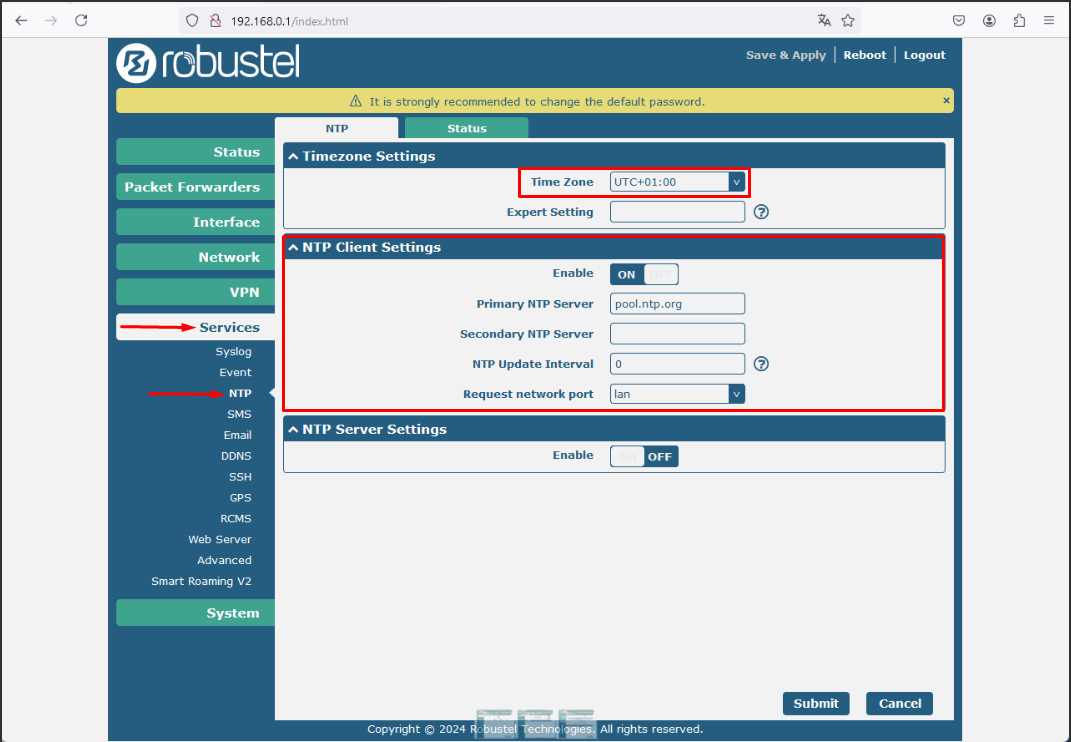 192.168.0.1/index.html
robustel
Save & Apply Reboot Logout
It is strongly recommended to change the default password. ×
NTP Status
Status
Packet Forwarders
Interface
Network
VPN
Services
Syslog
Event
NTP
SMS
Email
DDNS
SSH
GPS
RCMS
Web Server
Advanced
Smart Roaming V2
System
Timezone Settings
Time Zone UTC+01:00 v
Expert Setting ?
NTP Client Settings
Enable ON OFF
Primary NTP Server pool.ntp.org
Secondary NTP Server
NTP Update Interval 0 ?
Request network port lan v
NTP Server Settings
Enable ON OFF
Submit Cancel
Copyright © 2024 Robustel Technologies. All rights reserved.